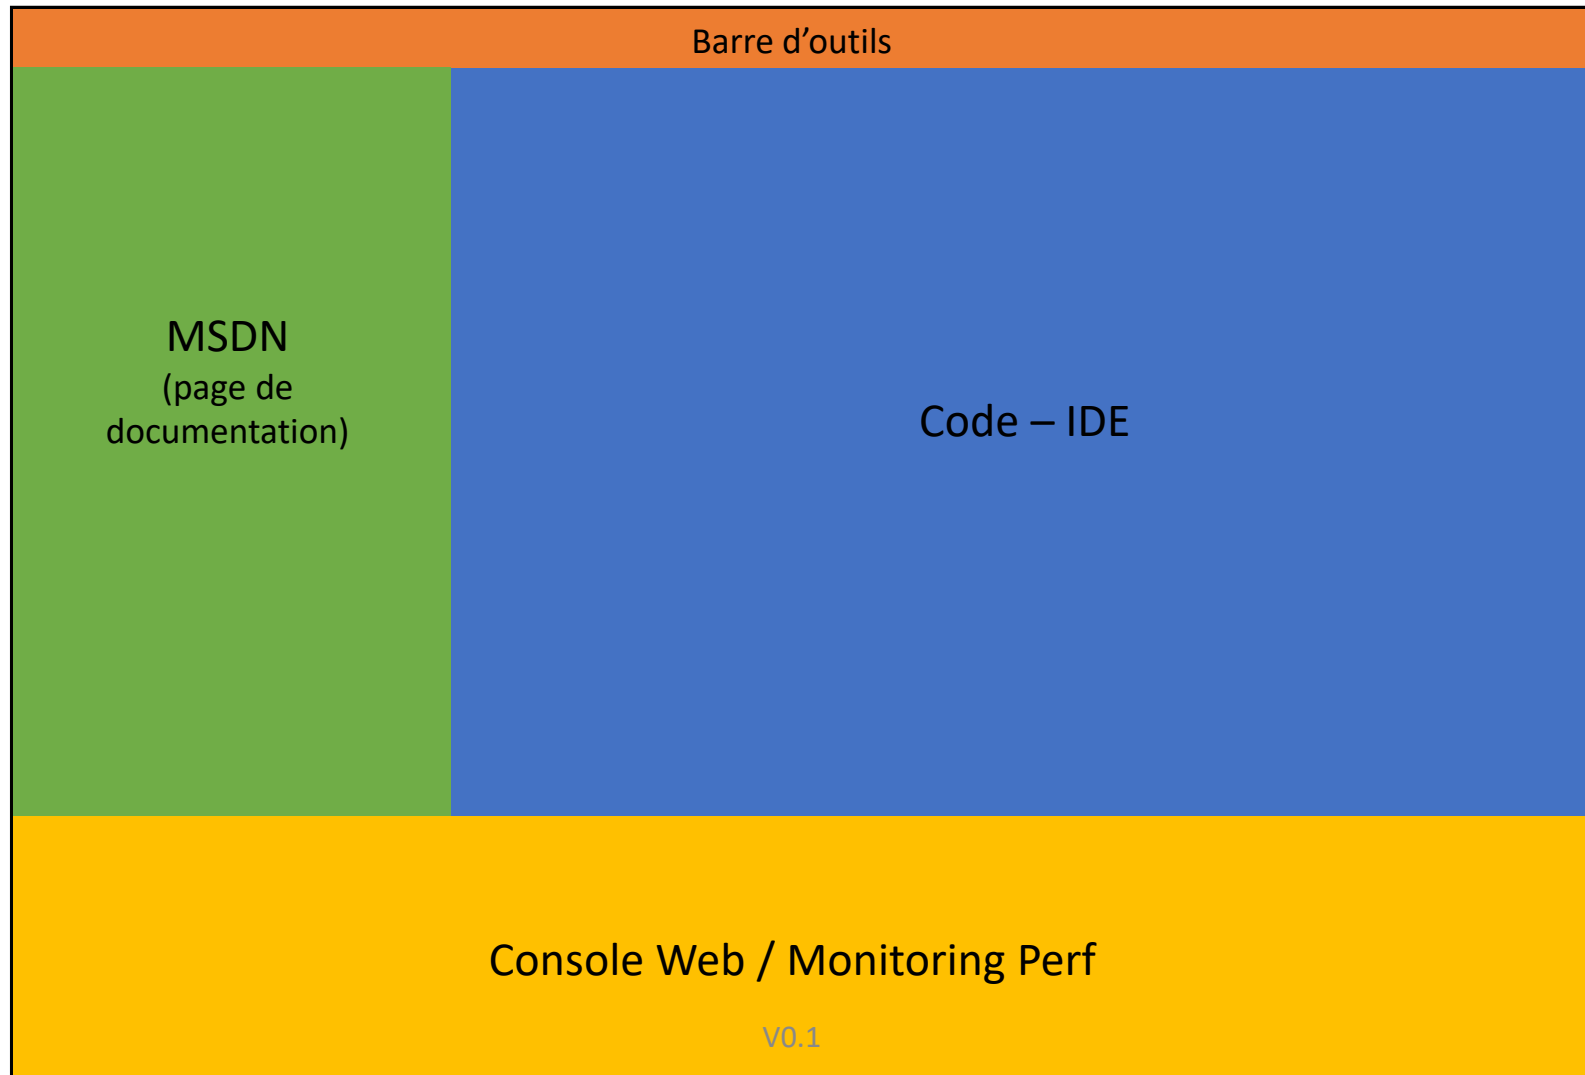 Barre d’outils
MSDN
(page de
documentation)
Code – IDE
Console Web / Monitoring Perf
V0.1